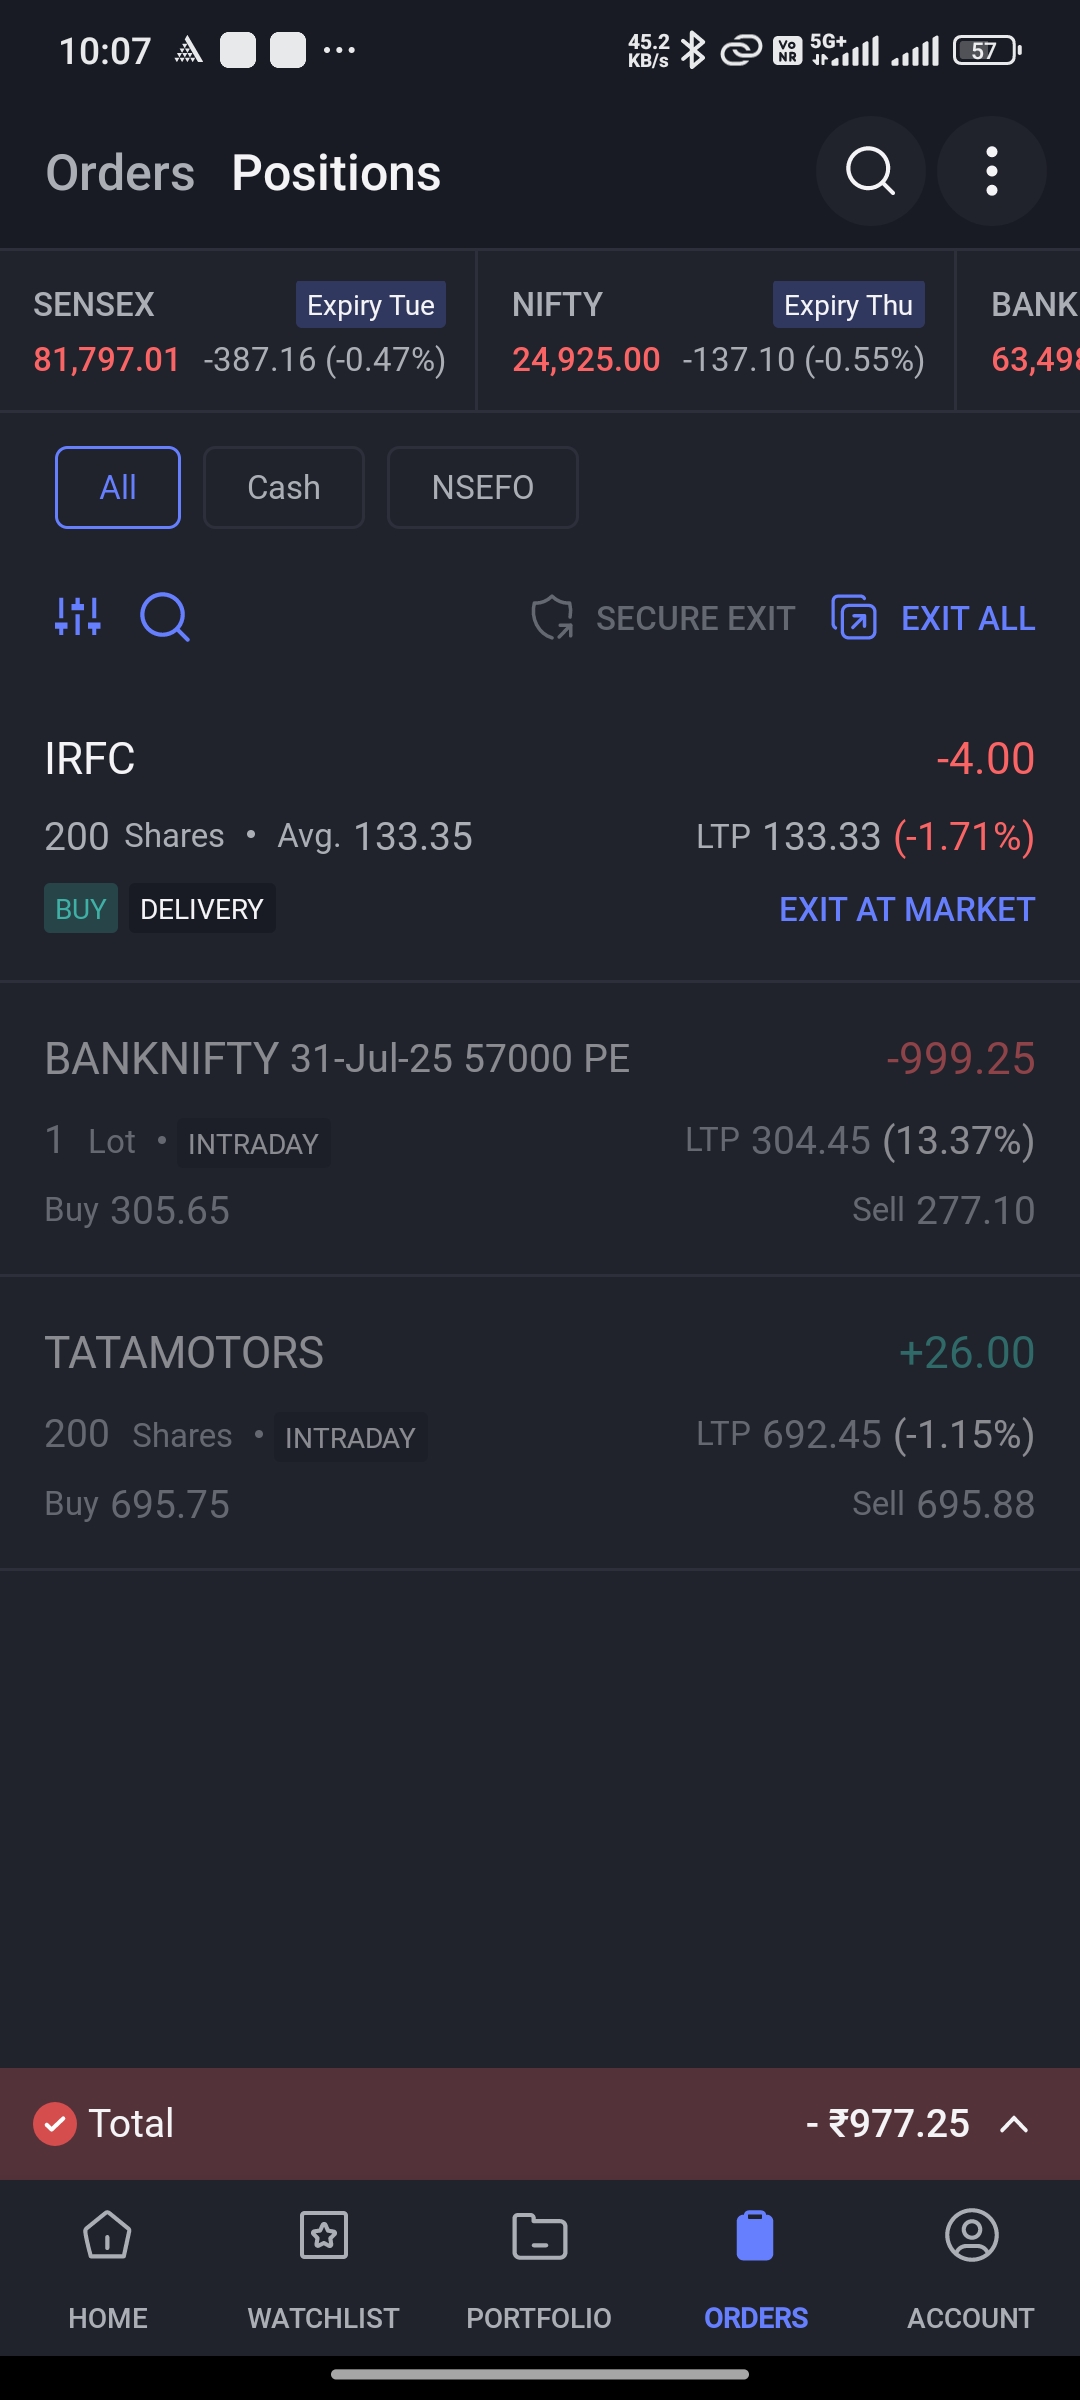 10:07 ... 45.2 KB/s Vo NR 5G+ 57
Orders Positions
SENSEX Expiry Tue NIFTY Expiry Thu BANK
81,797.01 -387.16 (-0.47%) 24,925.00 -137.10 (-0.55%) 63,498
All Cash NSEFO
SECURE EXIT EXIT ALL
IRFC -4.00
200 Shares • Avg. 133.35 LTP 133.33 (-1.71%)
BUY DELIVERY EXIT AT MARKET
BANKNIFTY 31-Jul-25 57000 PE -999.25
1 Lot • INTRADAY LTP 304.45 (13.37%)
Buy 305.65 Sell 277.10
TATAMOTORS +26.00
200 Shares • INTRADAY LTP 692.45 (-1.15%)
Buy 695.75 Sell 695.88
Total - ₹977.25
HOME WATCHLIST PORTFOLIO ORDERS ACCOUNT